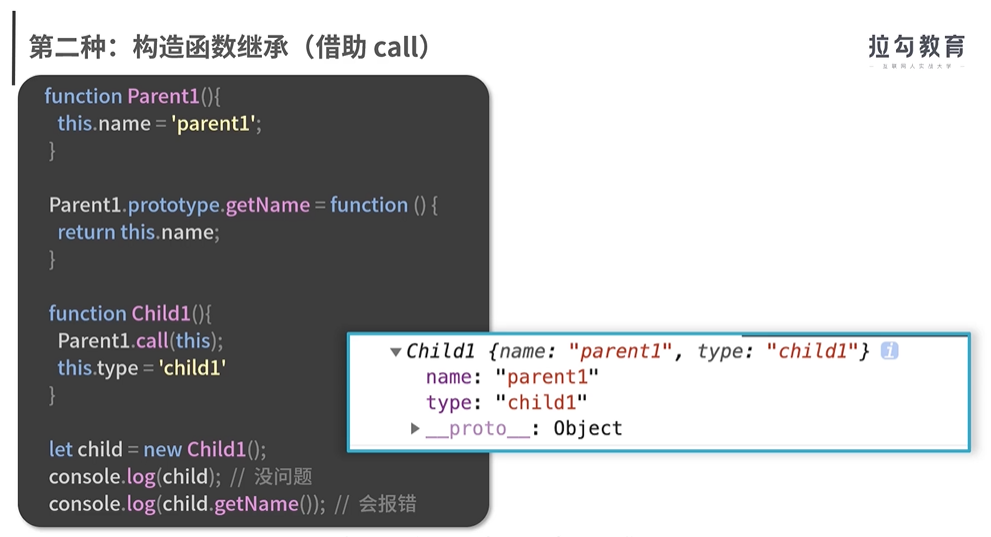 第二种：构造函数继承（借助 call）
拉勾教育
互联网人实战大学
function Parent1(){
this.name = 'parent1';
}
Parent1.prototype.getName = function () {
return this.name;
}
function Child1(){
Parent1.call(this);
this.type = 'child1'
}
let child = new Child1();
console.log(child); // 没问题
console.log(child.getName()); // 会报错
▼Child1 {name: "parent1", type: "child1"} i
name: "parent1"
type: "child1"
▶__proto__: Object